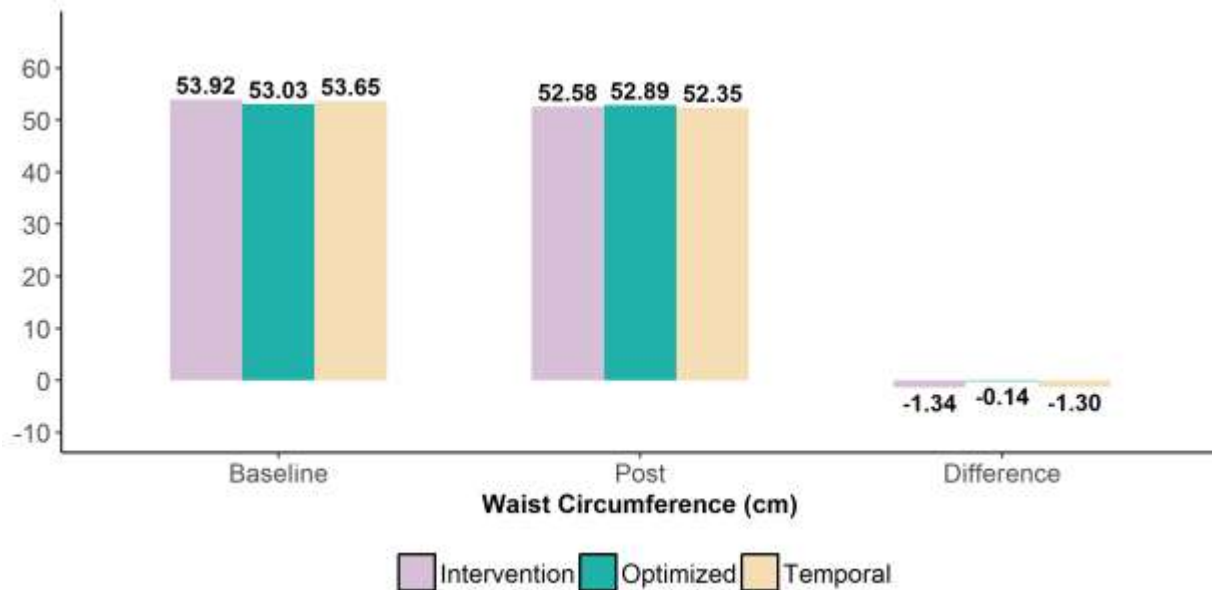 60
50
40
30
20
10
0
-10
53.92 53.03 53.65
52.58 52.89 52.35
-1.34 -0.14 -1.30
Baseline Post Difference
Waist Circumference (cm)
Intervention Optimized Temporal